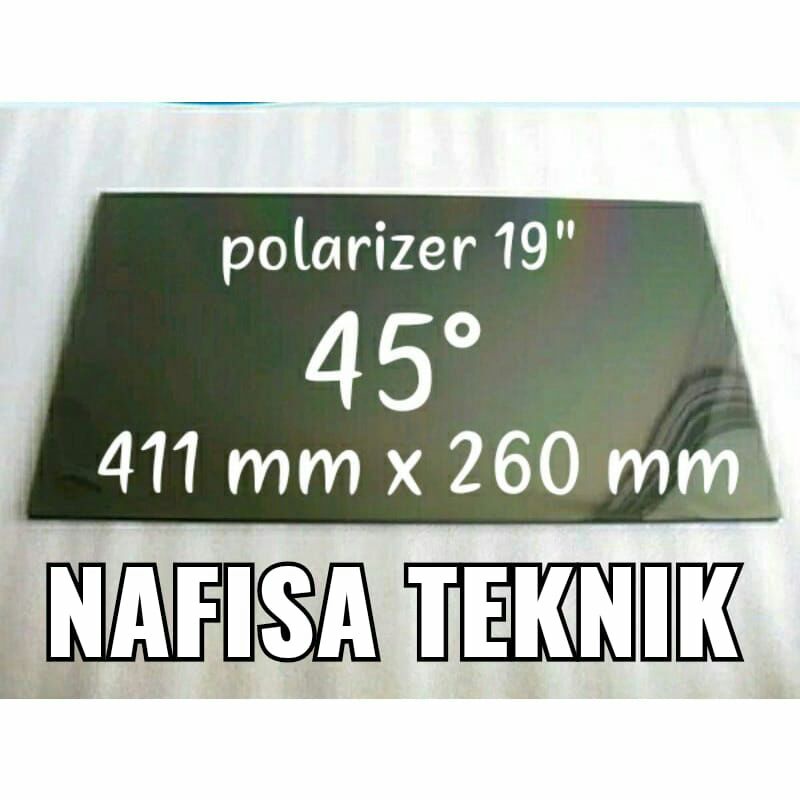 polarizer 19"
45°
411 mm x 260 mm
NAFISA TEKNIK